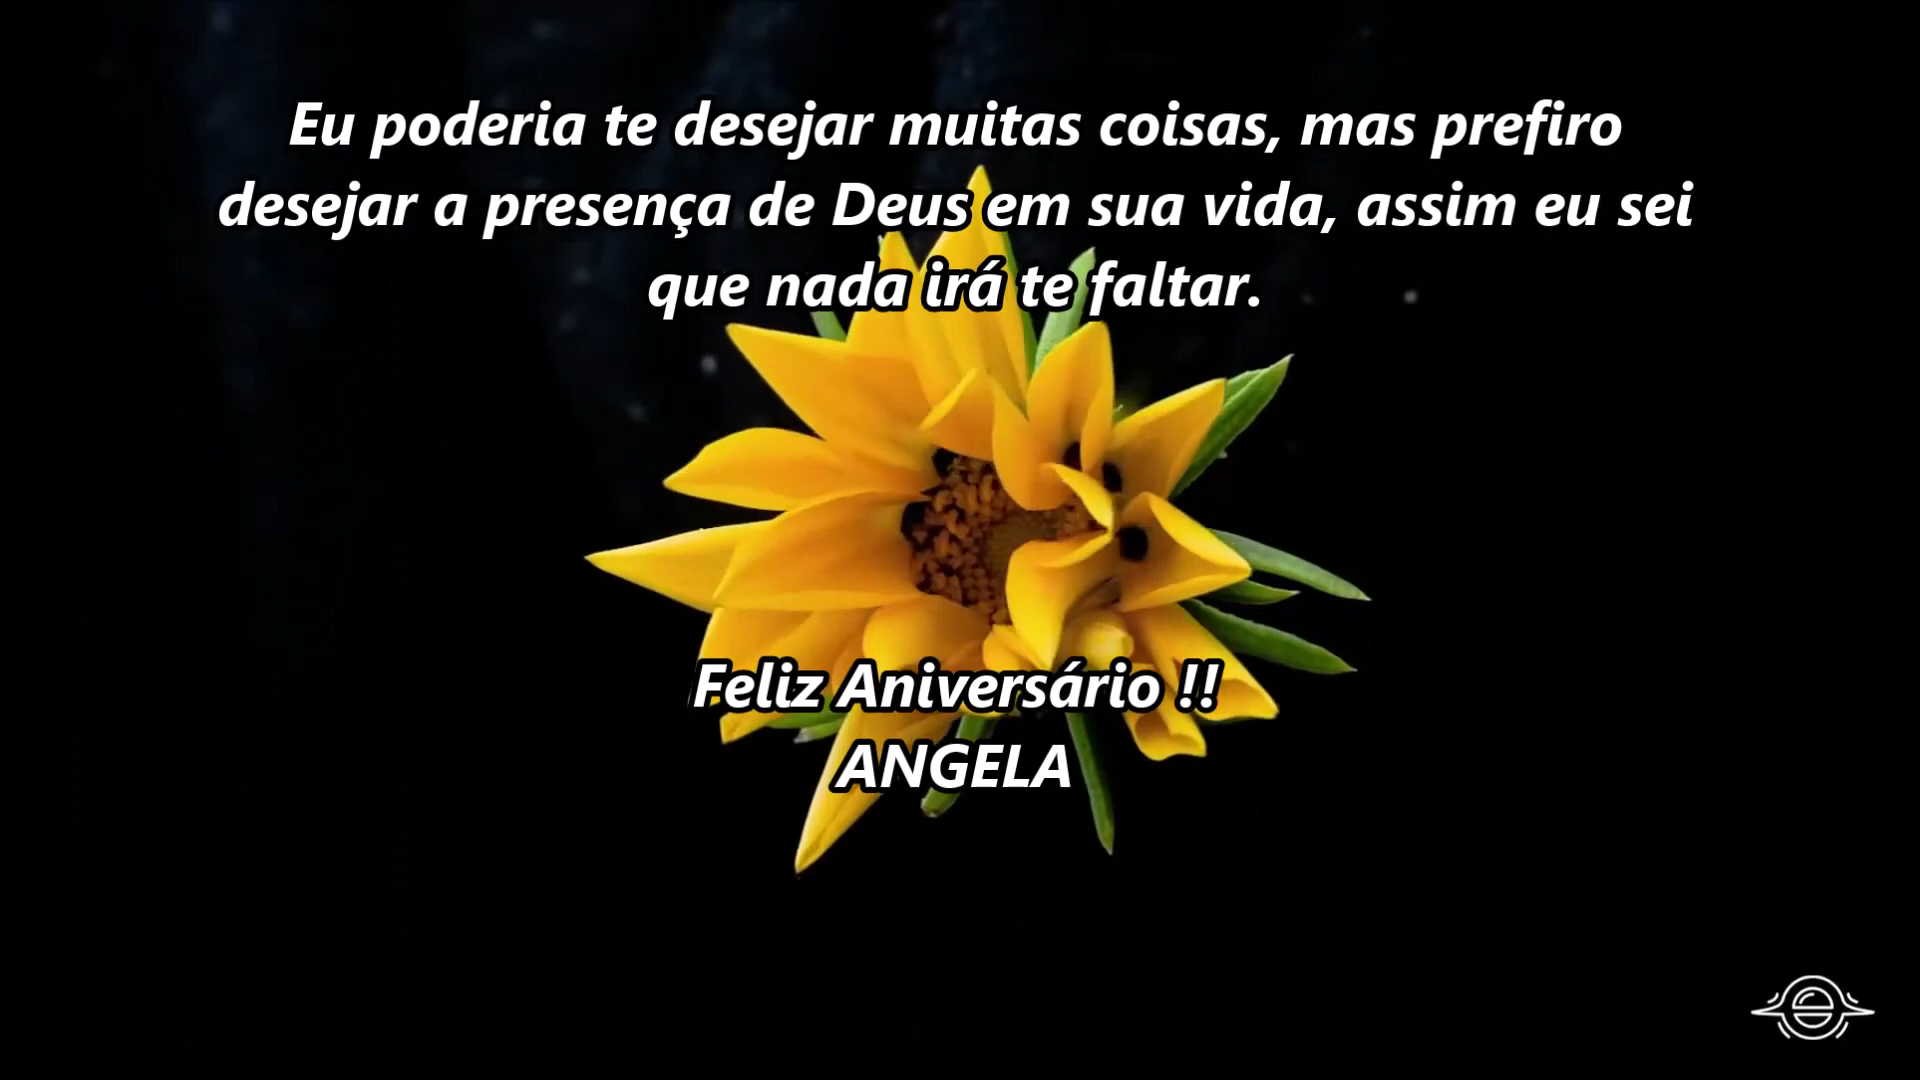 Eu poderia te desejar muitas coisas, mas prefiro
desejar a presença de Deus em sua vida, assim eu sei
que nada irá te faltar.
Feliz Aniversário !!
ANGELA